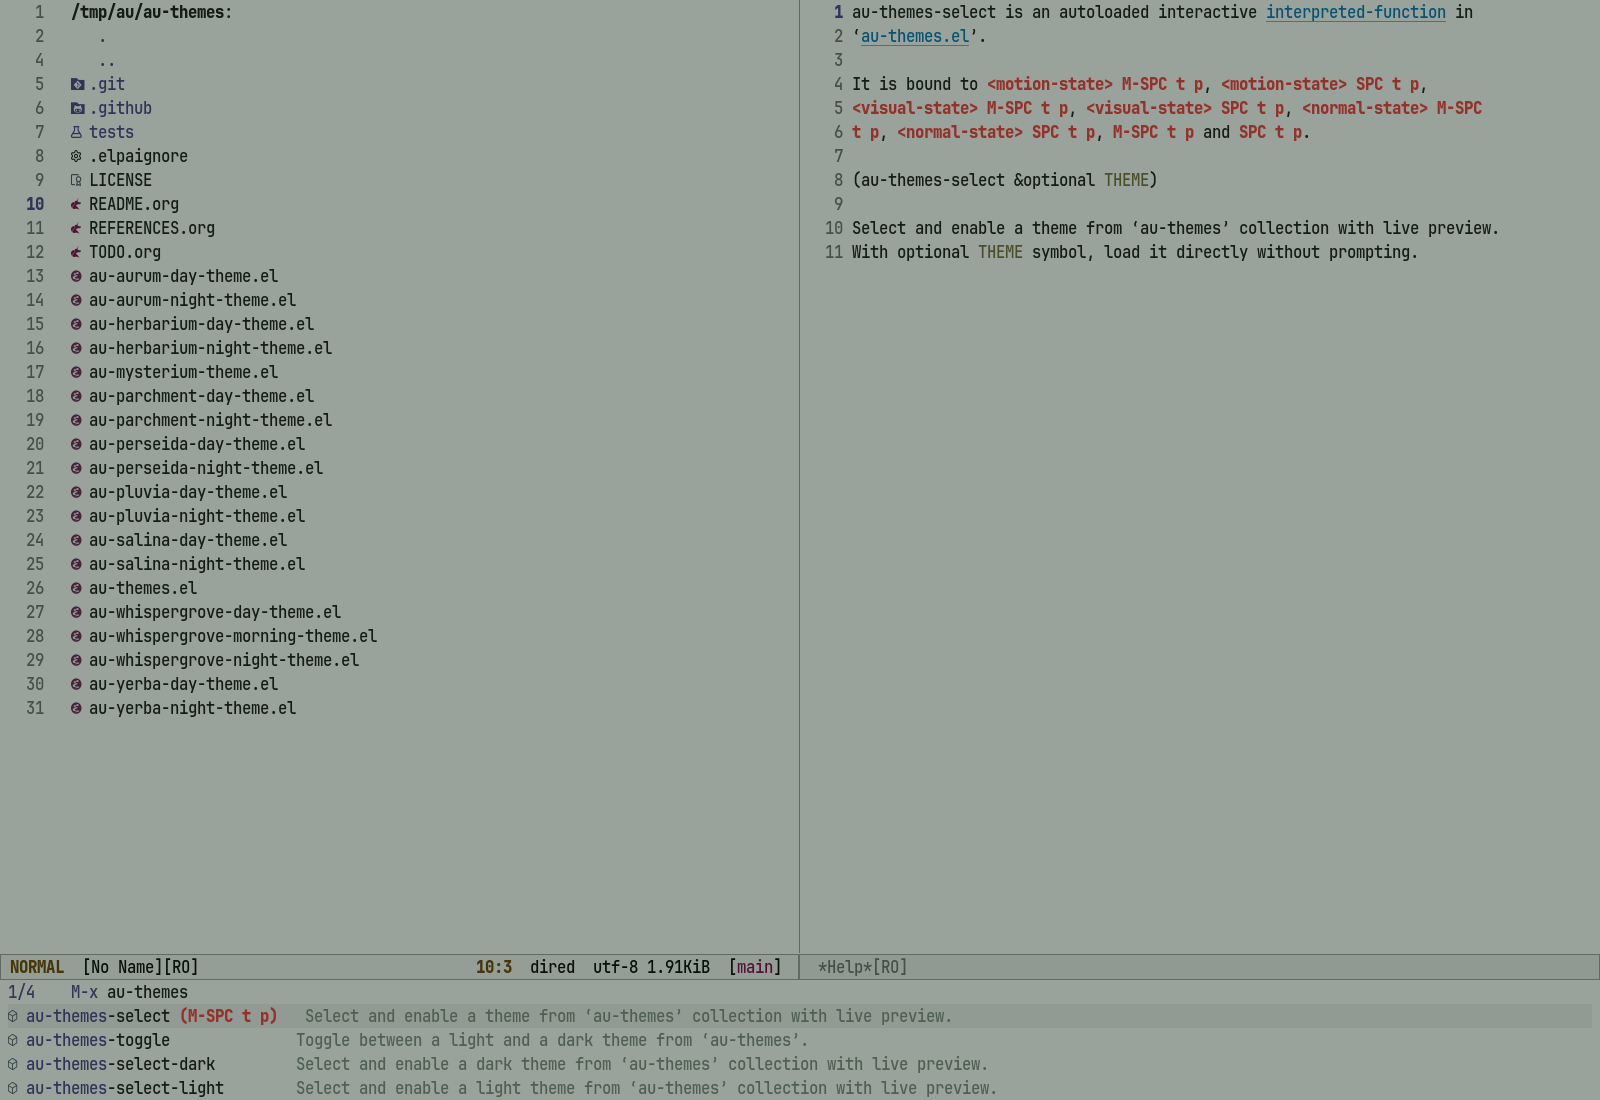 1 /tmp/au/au-themes:
2 .
4 ..
5 .git
6 .github
7 tests
8 .elpaignore
9 LICENSE
10 README.org
11 REFERENCES.org
12 TODO.org
13 au-aurum-day-theme.el
14 au-aurum-night-theme.el
15 au-herbarium-day-theme.el
16 au-herbarium-night-theme.el
17 au-mysterium-theme.el
18 au-parchment-day-theme.el
19 au-parchment-night-theme.el
20 au-perseida-day-theme.el
21 au-perseida-night-theme.el
22 au-pluvia-day-theme.el
23 au-pluvia-night-theme.el
24 au-salina-day-theme.el
25 au-salina-night-theme.el
26 au-themes.el
27 au-whispergrove-day-theme.el
28 au-whispergrove-morning-theme.el
29 au-whispergrove-night-theme.el
30 au-yerba-day-theme.el
31 au-yerba-night-theme.el
NORMAL [No Name][RO] 10:3 dired utf-8 1.91KiB [main]
1 au-themes-select is an autoloaded interactive interpreted-function in
2 ‘au-themes.el’.
3
4 It is bound to <motion-state> M-SPC t p, <motion-state> SPC t p,
5 <visual-state> M-SPC t p, <visual-state> SPC t p, <normal-state> M-SPC
6 t p, <normal-state> SPC t p, M-SPC t p and SPC t p.
7
8 (au-themes-select &optional THEME)
9
10 Select and enable a theme from ‘au-themes’ collection with live preview.
11 With optional THEME symbol, load it directly without prompting.
*Help*[RO]
1/4 M-x au-themes
au-themes-select (M-SPC t p) Select and enable a theme from ‘au-themes’ collection with live preview.
au-themes-toggle Toggle between a light and a dark theme from ‘au-themes’.
au-themes-select-dark Select and enable a dark theme from ‘au-themes’ collection with live preview.
au-themes-select-light Select and enable a light theme from ‘au-themes’ collection with live preview.